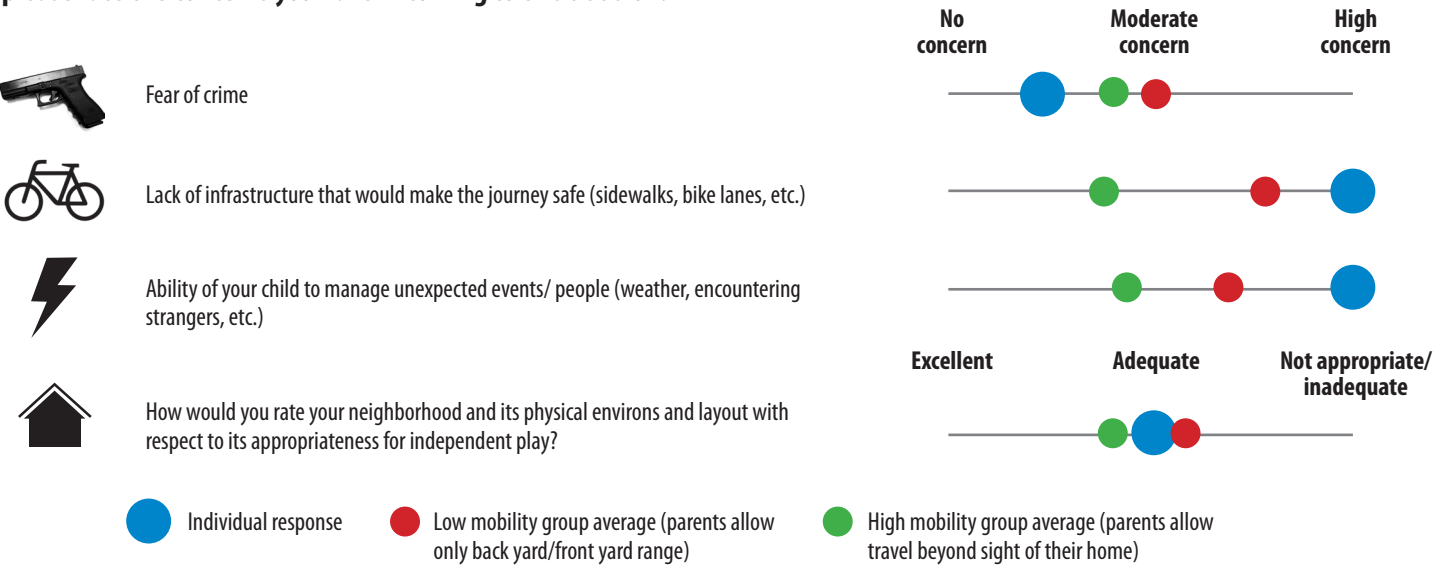 No concern
Moderate concern
High concern
Fear of crime
Lack of infrastructure that would make the journey safe (sidewalks, bike lanes, etc.)
Ability of your child to manage unexpected events/ people (weather, encountering
strangers, etc.)
Excellent
Adequate
Not appropriate/
inadequate
How would you rate your neighborhood and its physical environs and layout with
respect to its appropriateness for independent play?
Individual response
Low mobility group average (parents allow
only back yard/front yard range)
High mobility group average (parents allow
travel beyond sight of their home)